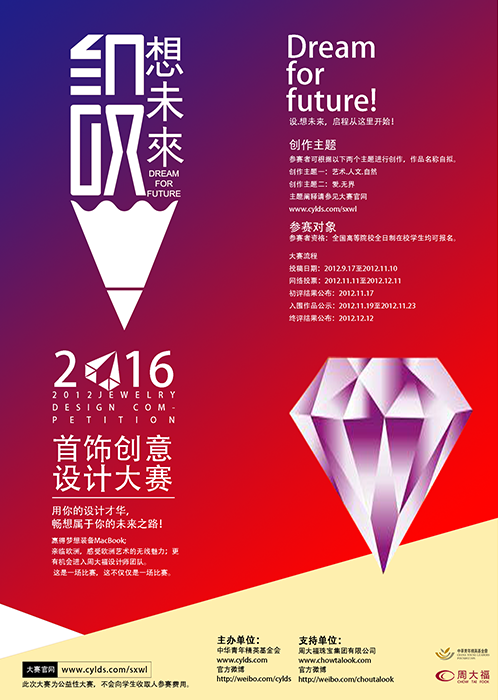 設
想未來
DREAM
FOR
FUTURE
Dream
for
future!
设.想未来，启程从这里开始！
创作主题
参赛者可根据以下两个主题进行创作，作品名称自拟。
创作主题一：艺术.人文.自然
创作主题二：爱.无界
主题阐释请参见大赛官网
www.cylds.com/sxwl
参赛对象
参赛者资格：全国高等院校全日制在校学生均可报名。
大赛流程
投稿日期：2012.9.17至2012.11.10
网络投票：2012.11.11至2012.12.11
初评结果公布：2012.11.17
入围作品公示：2012.11.19至2012.11.23
终评结果公布：2012.12.12
2016
2012JEWELRY
DESIGN COM-
PETITION
首饰创意
设计大赛
用你的设计才华，
畅想属于你的未来之路！
赢得梦想装备MacBook;
亲临欧洲，感受欧洲艺术的无线魅力；更
有机会进入周大福设计师团队。
这是一场比赛，这不仅仅是一场比赛。
大赛官网 www.cylds.com/sxwl
此次大赛为公益性大赛，不会向学生收取人参赛费用。
主办单位：
中华青年精英基金会
www.cylds.com
官方微博
http://weibo.com/cylds
支持单位：
周大福珠宝集团有限公司
www.chowtalook.com
官方微博
http://weibo.com/choutalook
中华青年精英基金会
周大福
CHOW TAI FOOK